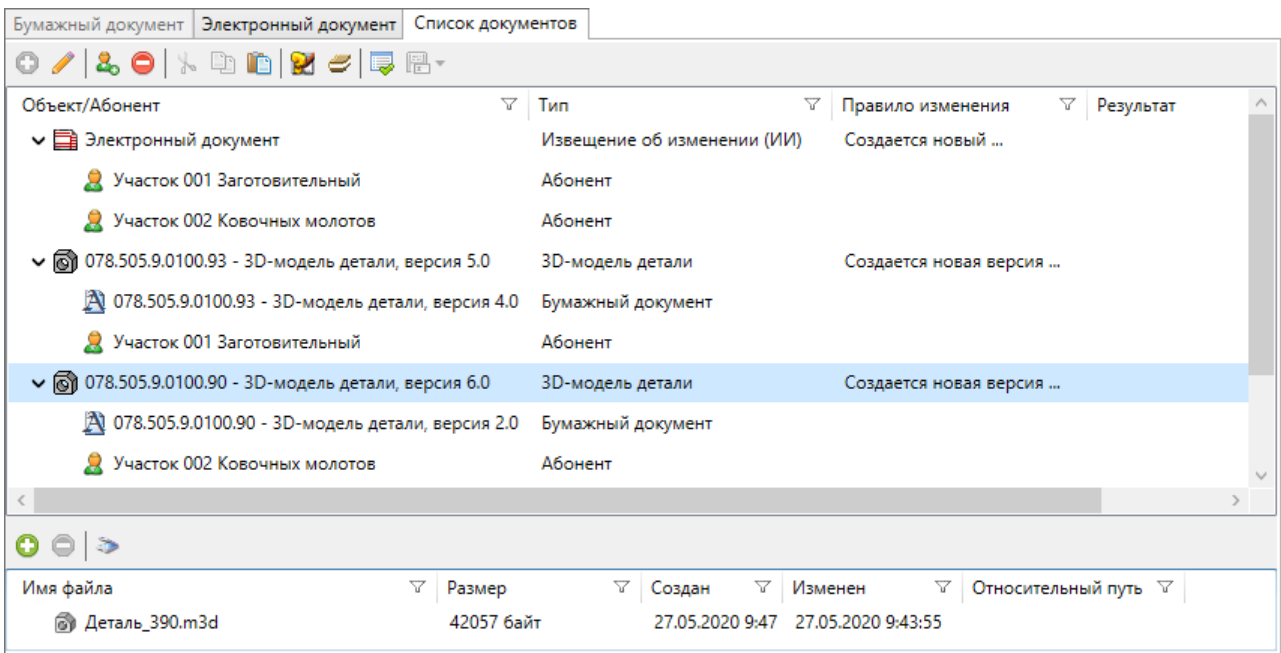 Бумажный документ Электронный документ Список документов
Объект/Абонент Тип Правило изменения Результат
Электронный документ Извещение об изменении (ИИ) Создается новый ...
Участок 001 Заготовительный Абонент
Участок 002 Ковочных молотов Абонент
078.505.9.0100.93 - 3D-модель детали, версия 5.0 3D-модель детали Создается новая версия ...
078.505.9.0100.93 - 3D-модель детали, версия 4.0 Бумажный документ
Участок 001 Заготовительный Абонент
078.505.9.0100.90 - 3D-модель детали, версия 6.0 3D-модель детали Создается новая версия ...
078.505.9.0100.90 - 3D-модель детали, версия 2.0 Бумажный документ
Участок 002 Ковочных молотов Абонент
Имя файла Размер Создан Изменен Относительный путь
Деталь_390.m3d 42057 байт 27.05.2020 9:47 27.05.2020 9:43:55